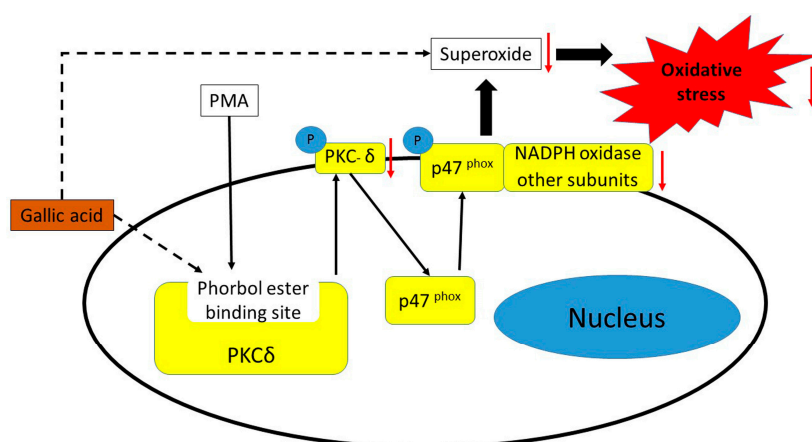 Superoxide
Oxidative
stress
PMA
P
PKC- δ
P
p47 phox
NADPH oxidase
other subunits
Gallic acid
Phorbol ester
binding site
PKCδ
p47 phox
Nucleus